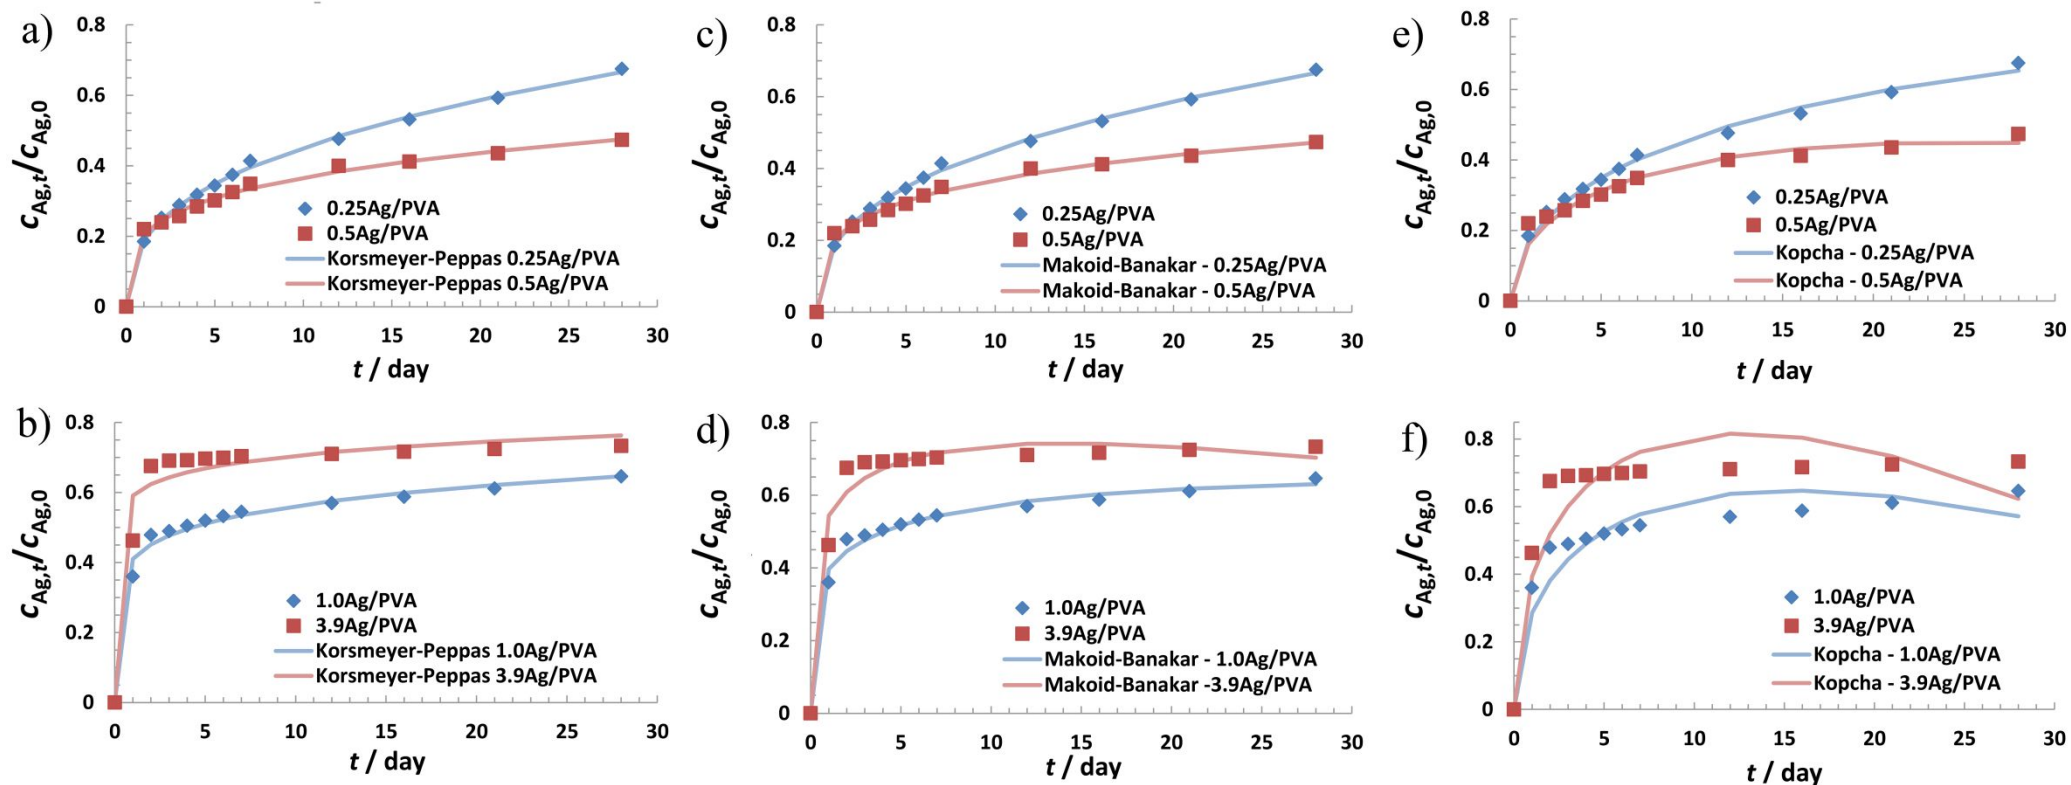 a)
0.8
0.6
0.4
0.2
0
0 5 10 15 20 25 30
cAg,t/cAg,0
t / day
0.25Ag/PVA
0.5Ag/PVA
Korsmeyer-Peppas 0.25Ag/PVA
Korsmeyer-Peppas 0.5Ag/PVA
c)
0.8
0.6
0.4
0.2
0
0 5 10 15 20 25 30
cAg,t/cAg,0
t / day
0.25Ag/PVA
0.5Ag/PVA
Makoid-Banakar - 0.25Ag/PVA
Makoid-Banakar - 0.5Ag/PVA
e)
0.8
0.6
0.4
0.2
0
0 5 10 15 20 25 30
cAg,t/cAg,0
t / day
0.25Ag/PVA
0.5Ag/PVA
Kopcha - 0.25Ag/PVA
Kopcha - 0.5Ag/PVA
b)
0.8
0.6
0.4
0.2
0
0 5 10 15 20 25 30
cAg,t/cAg,0
t / day
1.0Ag/PVA
3.9Ag/PVA
Korsmeyer-Peppas 1.0Ag/PVA
Korsmeyer-Peppas 3.9Ag/PVA
d)
0.8
0.6
0.4
0.2
0
0 5 10 15 20 25 30
cAg,t/cAg,0
t / day
1.0Ag/PVA
3.9Ag/PVA
Makoid-Banakar - 1.0Ag/PVA
Makoid-Banakar -3.9Ag/PVA
f)
0.8
0.6
0.4
0.2
0
0 5 10 15 20 25 30
cAg,t/cAg,0
t / day
1.0Ag/PVA
3.9Ag/PVA
Kopcha - 1.0Ag/PVA
Kopcha - 3.9Ag/PVA